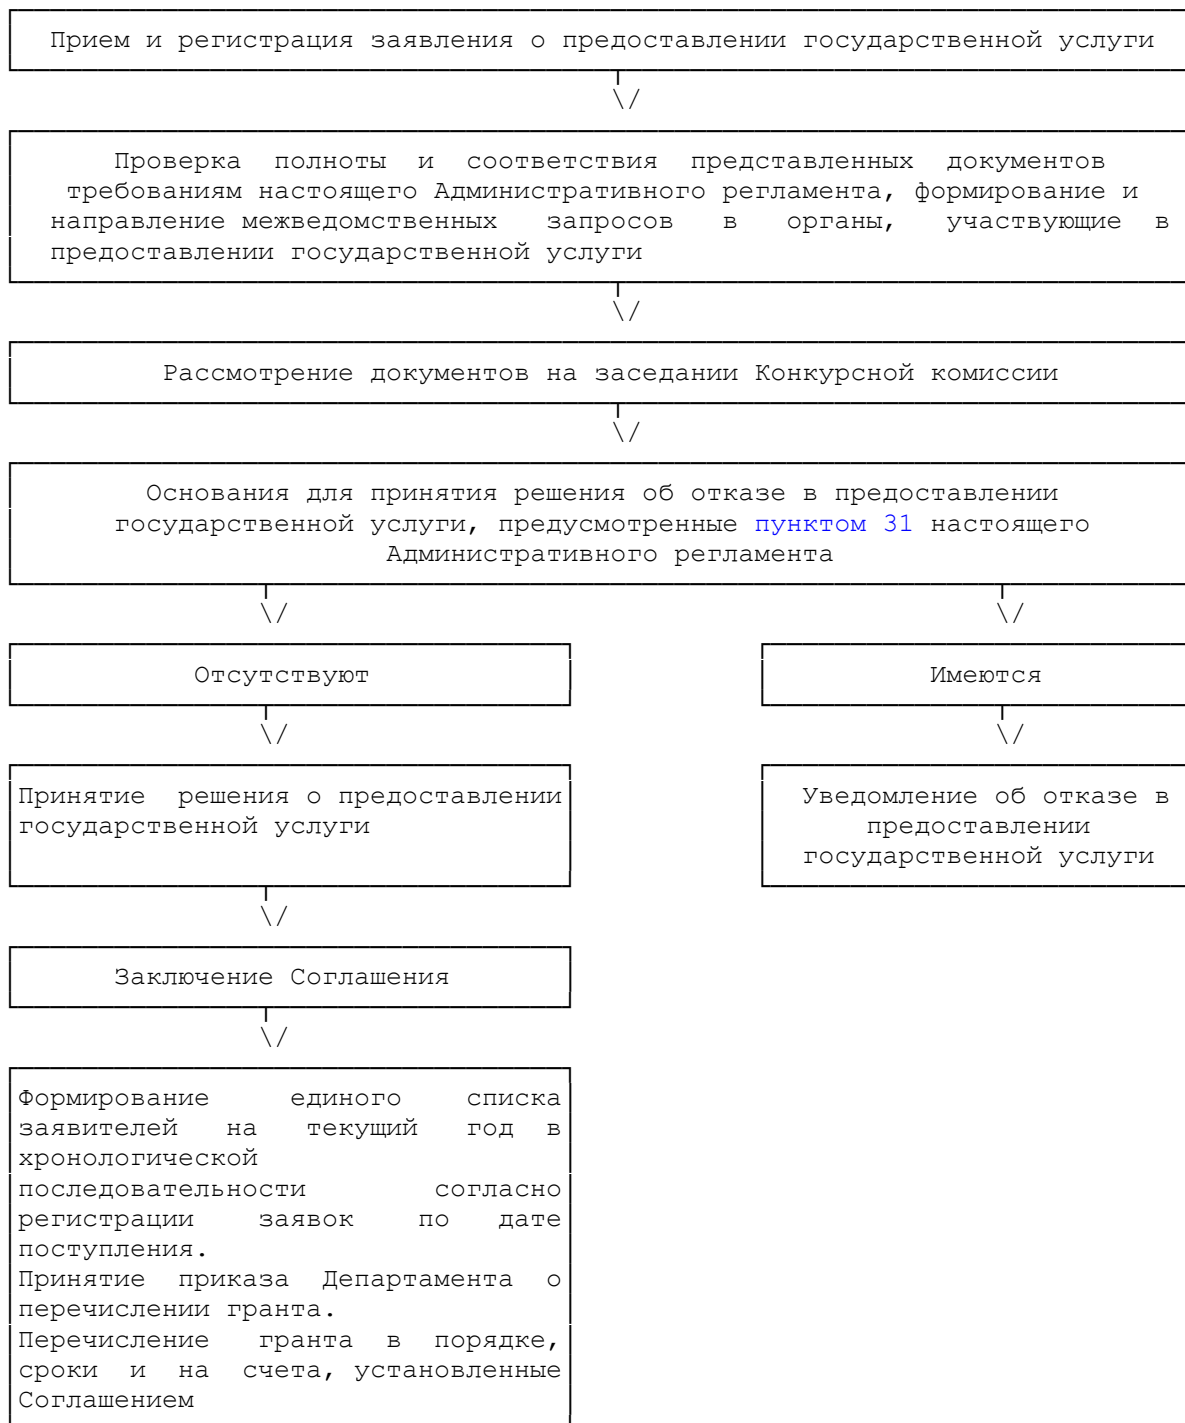 Прием и регистрация заявления о предоставлении государственной услуги
Проверка полноты и соответствия представленных документов
требованиям настоящего Административного регламента, формирование и
направление межведомственных запросов в органы, участвующие в
предоставлении государственной услуги
Рассмотрение документов на заседании Конкурсной комиссии
Основания для принятия решения об отказе в предоставлении
государственной услуги, предусмотренные пунктом 31 настоящего
Административного регламента
Отсутствуют
Имеются
Принятие решения о предоставлении
государственной услуги
Уведомление об отказе в
предоставлении
государственной услуги
Заключение Соглашения
Формирование единого списка
заявителей на текущий год в
хронологической
последовательности согласно
регистрации заявок по дате
поступления.
Принятие приказа Департамента о
перечислении гранта.
Перечисление гранта в порядке,
сроки и на счета, установленные
Соглашением